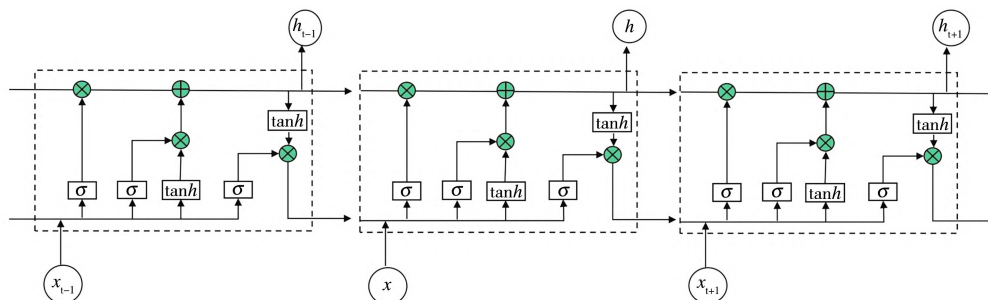 h_{t-1} h h_{t+1}
tanh tanh tanh
σ σ tanh σ σ σ tanh σ σ σ tanh σ
x_{t-1} x x_{t+1}